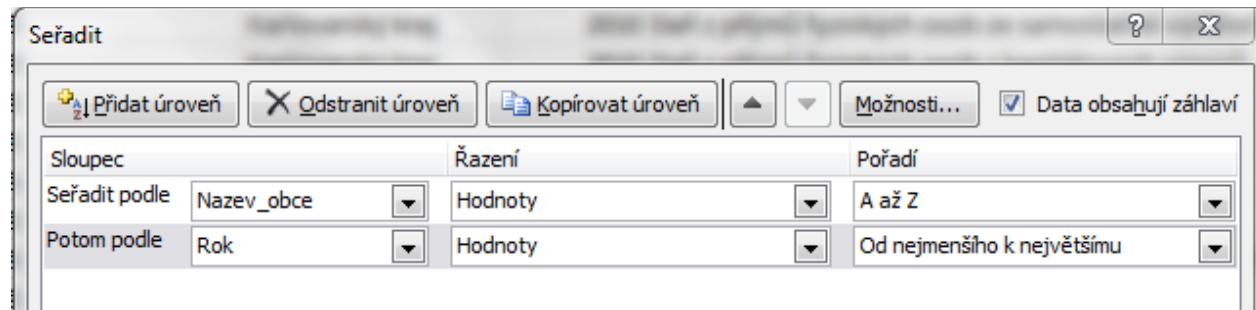 Seřadit
Přidat úroveň Odstranit úroveň Kopírovat úroveň Možnosti... Data obsahují záhlaví
Sloupec Řazení Pořadí
Seřadit podle Nazev_obce Hodnoty A až Z
Potom podle Rok Hodnoty Od nejmenšího k největšímu